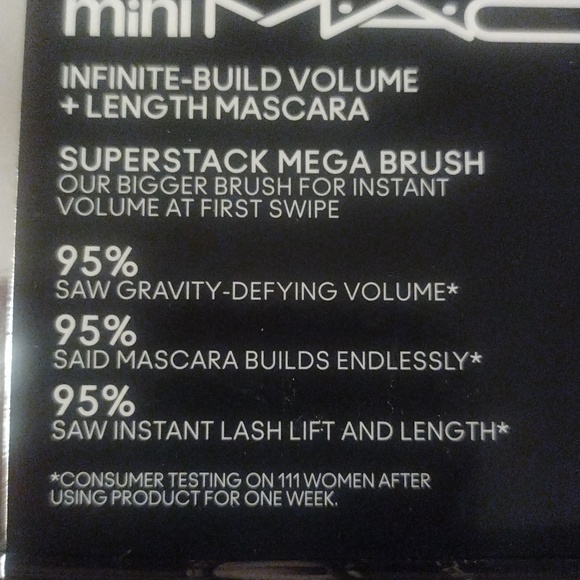 mini MAC
INFINITE-BUILD VOLUME
+ LENGTH MASCARA
SUPERSTACK MEGA BRUSH
OUR BIGGER BRUSH FOR INSTANT
VOLUME AT FIRST SWIPE
95%
SAW GRAVITY-DEFYING VOLUME*
95%
SAID MASCARA BUILDS ENDLESSLY*
95%
SAW INSTANT LASH LIFT AND LENGTH*
*CONSUMER TESTING ON 111 WOMEN AFTER
USING PRODUCT FOR ONE WEEK.